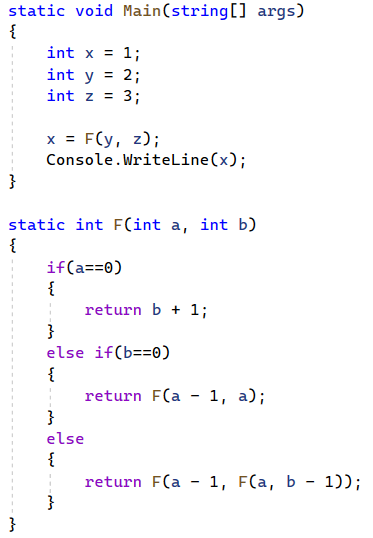 static void Main(string[] args)
{
    int x = 1;
    int y = 2;
    int z = 3;

    x = F(y, z);
    Console.WriteLine(x);
}

static int F(int a, int b)
{
    if(a==0)
    {
        return b + 1;
    }
    else if(b==0)
    {
        return F(a - 1, a);
    }
    else
    {
        return F(a - 1, F(a, b - 1));
    }
}